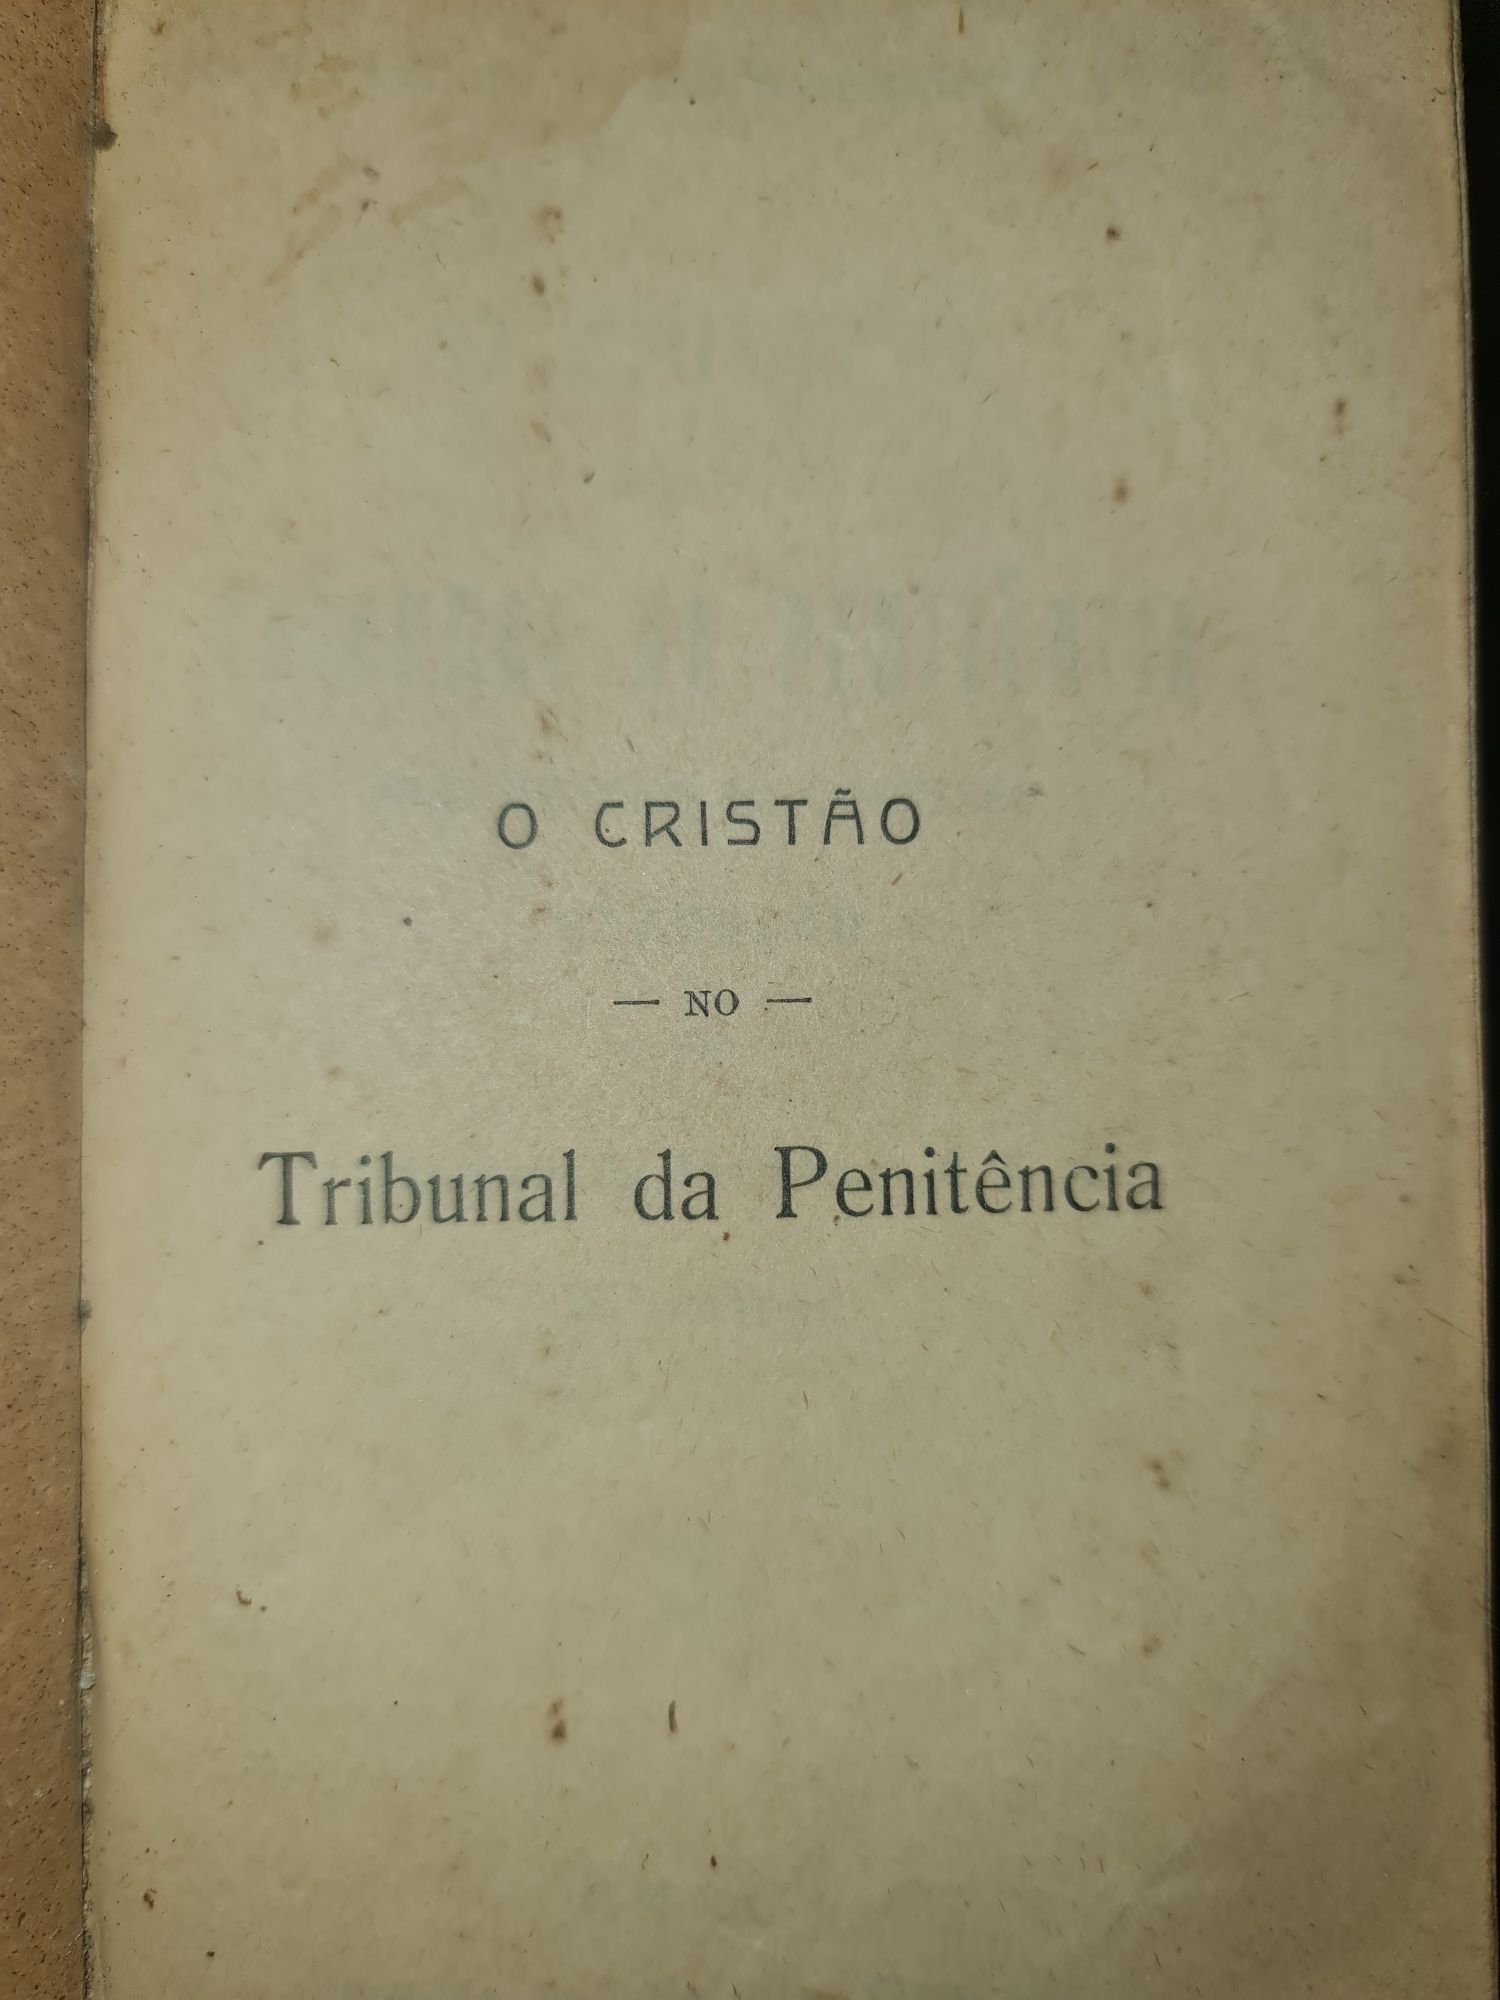 O CRISTÃO
— NO —
Tribunal da Penitência